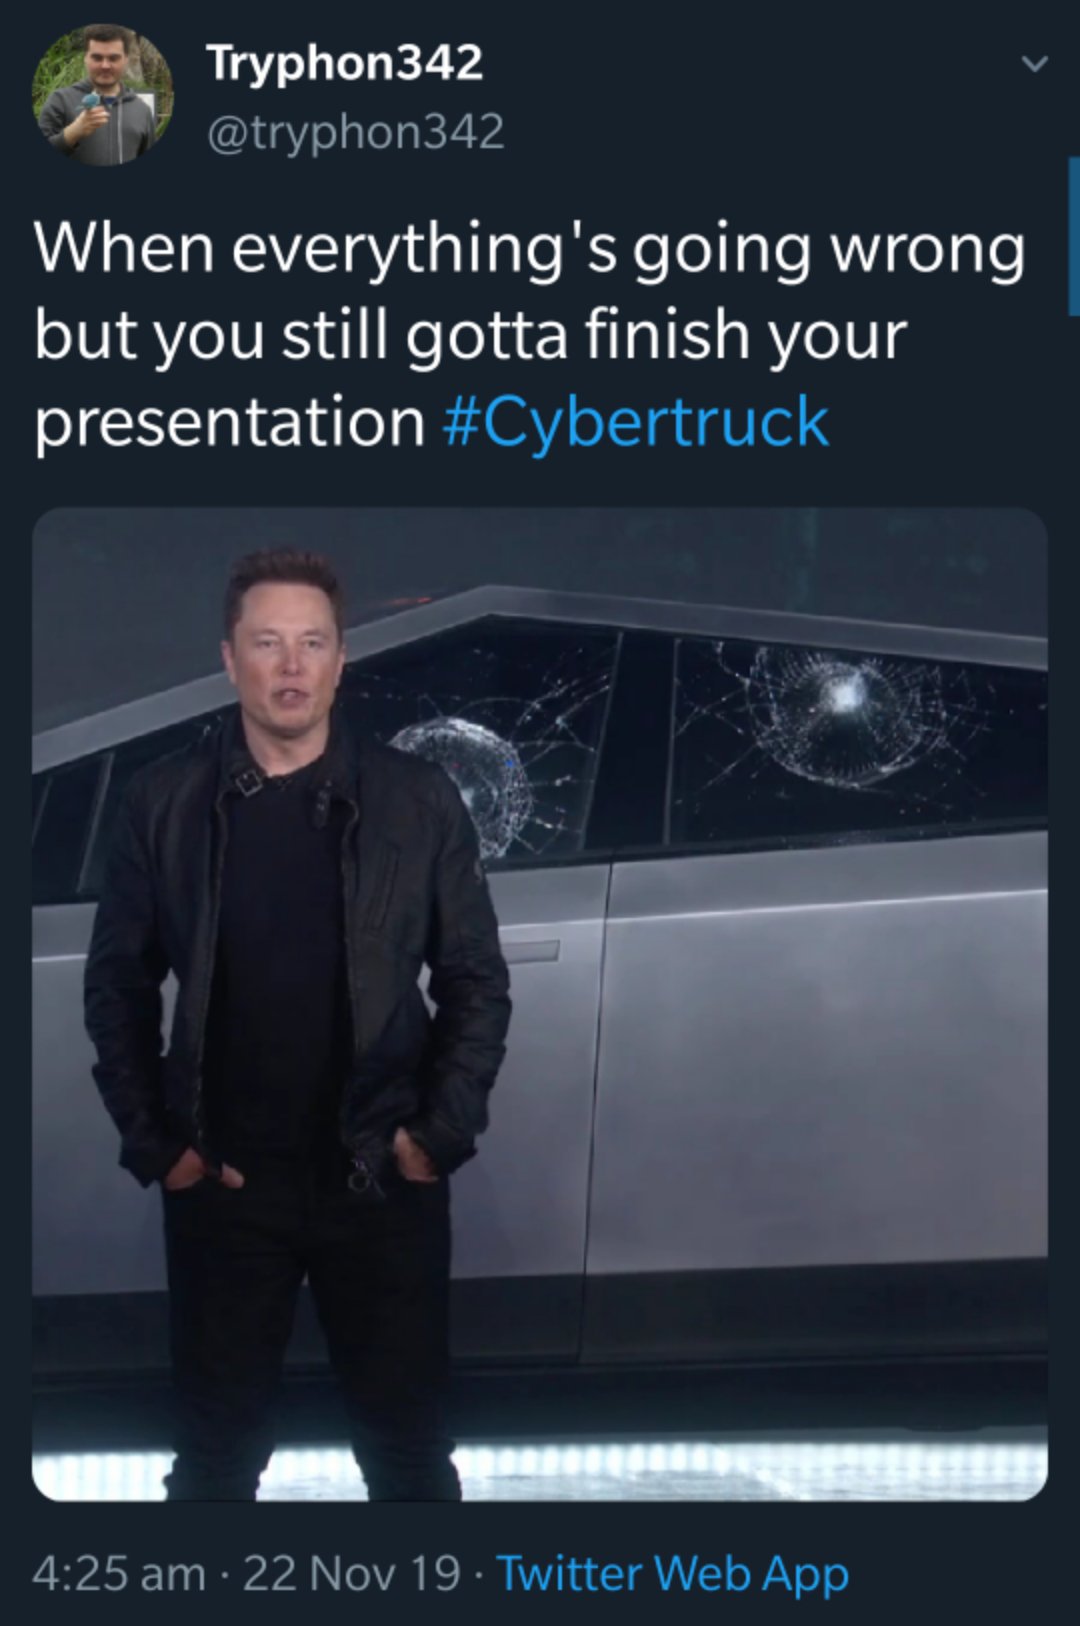 Tryphon342
@tryphon342
When everything's going wrong
but you still gotta finish your
presentation #Cybertruck
4:25 am · 22 Nov 19 · Twitter Web App